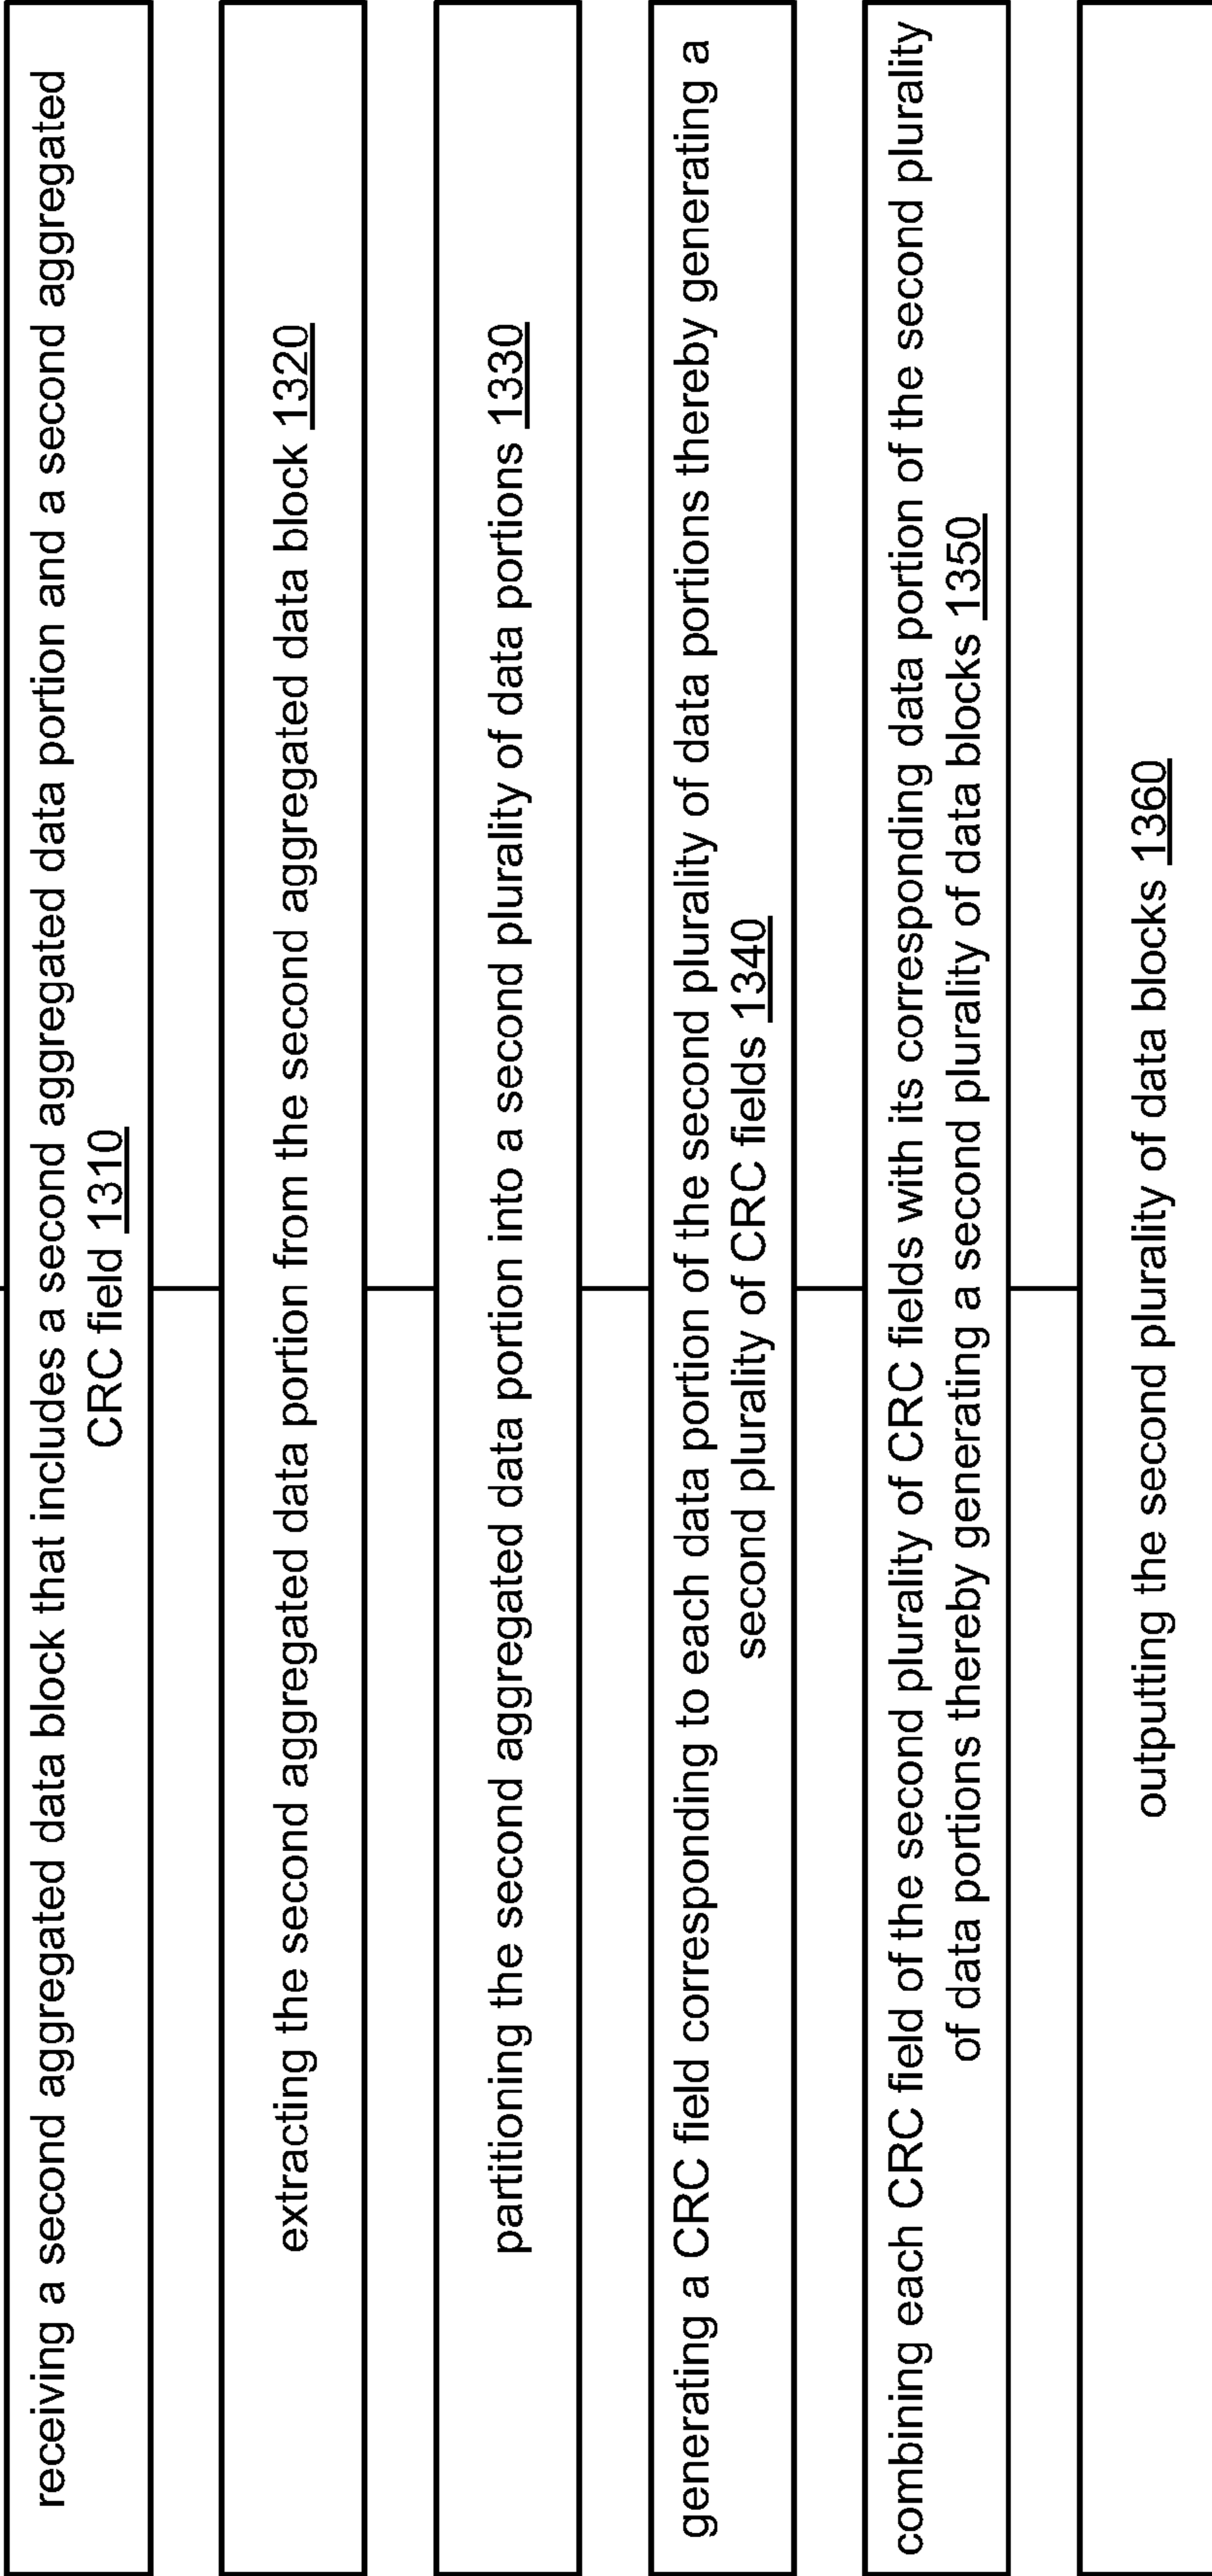 receiving a second aggregated data block that includes a second aggregated data portion and a second aggregated
CRC field 1310
extracting the second aggregated data portion from the second aggregated data block 1320
partitioning the second aggregated data portion into a second plurality of data portions 1330
generating a CRC field corresponding to each data portion of the second plurality of data portions thereby generating a
second plurality of CRC fields 1340
combining each CRC field of the second plurality of CRC fields with its corresponding data portion of the second plurality
of data portions thereby generating a second plurality of data blocks 1350
outputting the second plurality of data blocks 1360